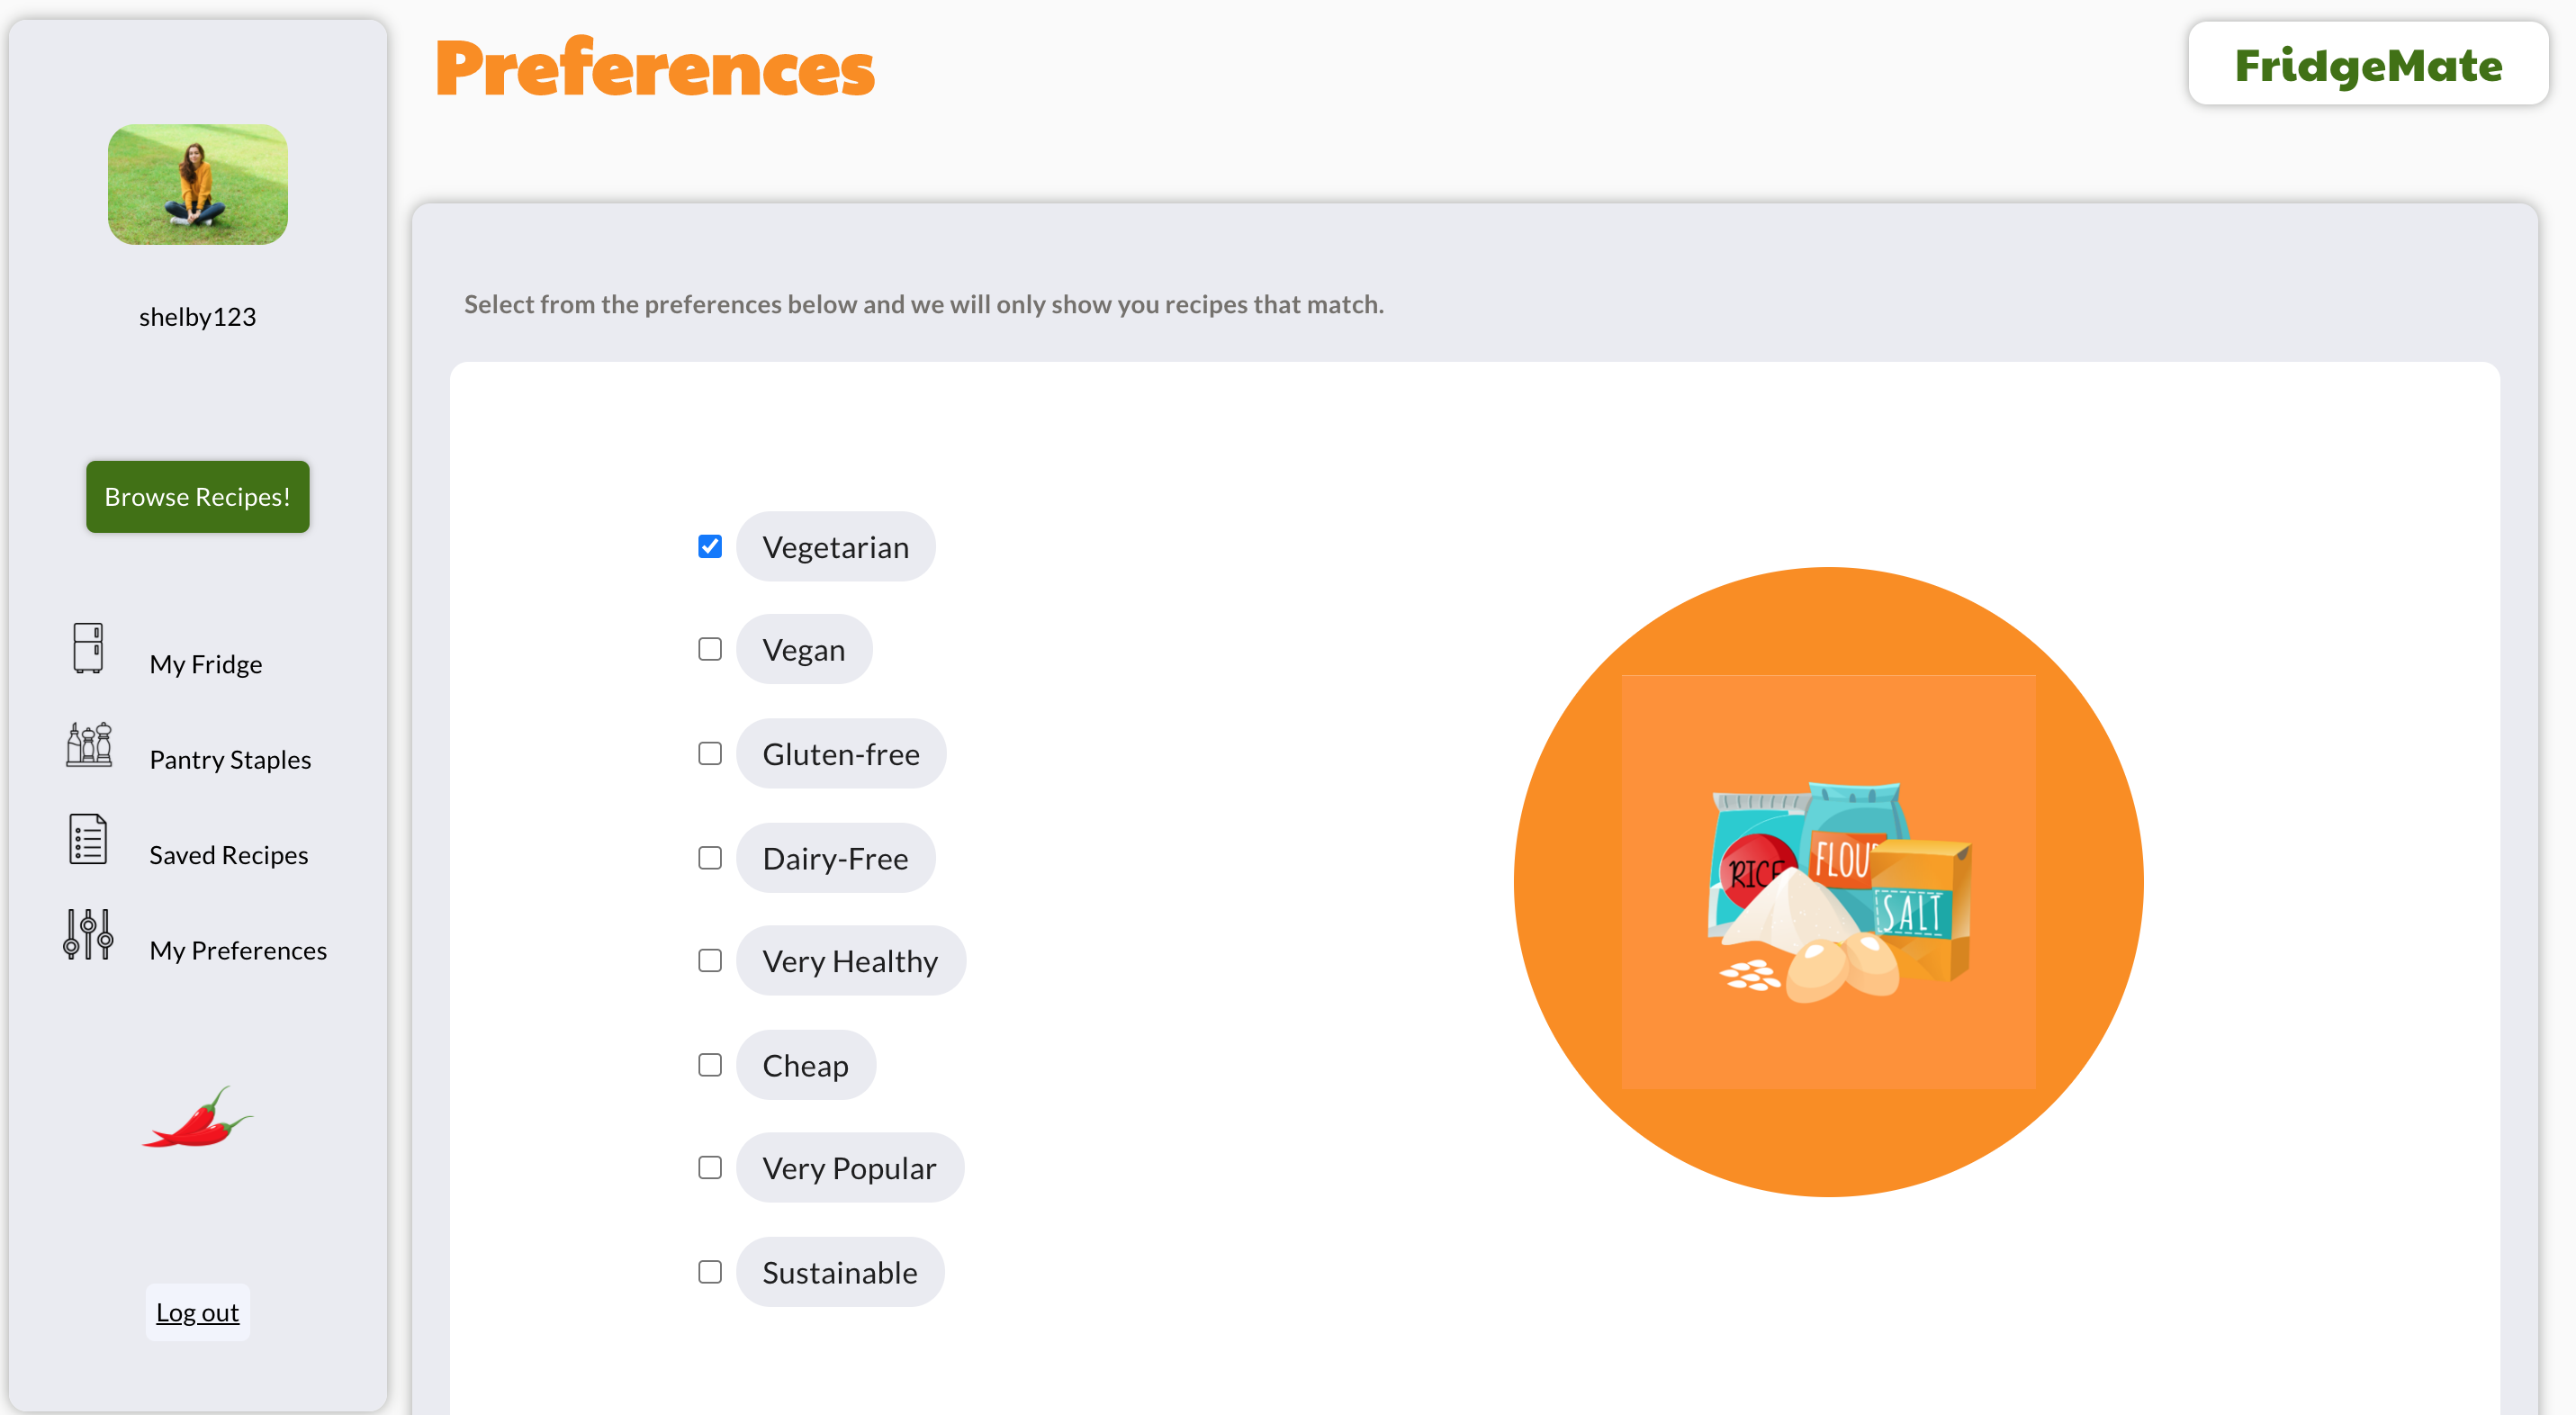 Preferences
FridgeMate
shelby123
Browse Recipes!
My Fridge
Pantry Staples
Saved Recipes
My Preferences
Log out
Select from the preferences below and we will only show you recipes that match.
Vegetarian
Vegan
Gluten-free
Dairy-Free
Very Healthy
Cheap
Very Popular
Sustainable
RICE
FLOUR
SALT